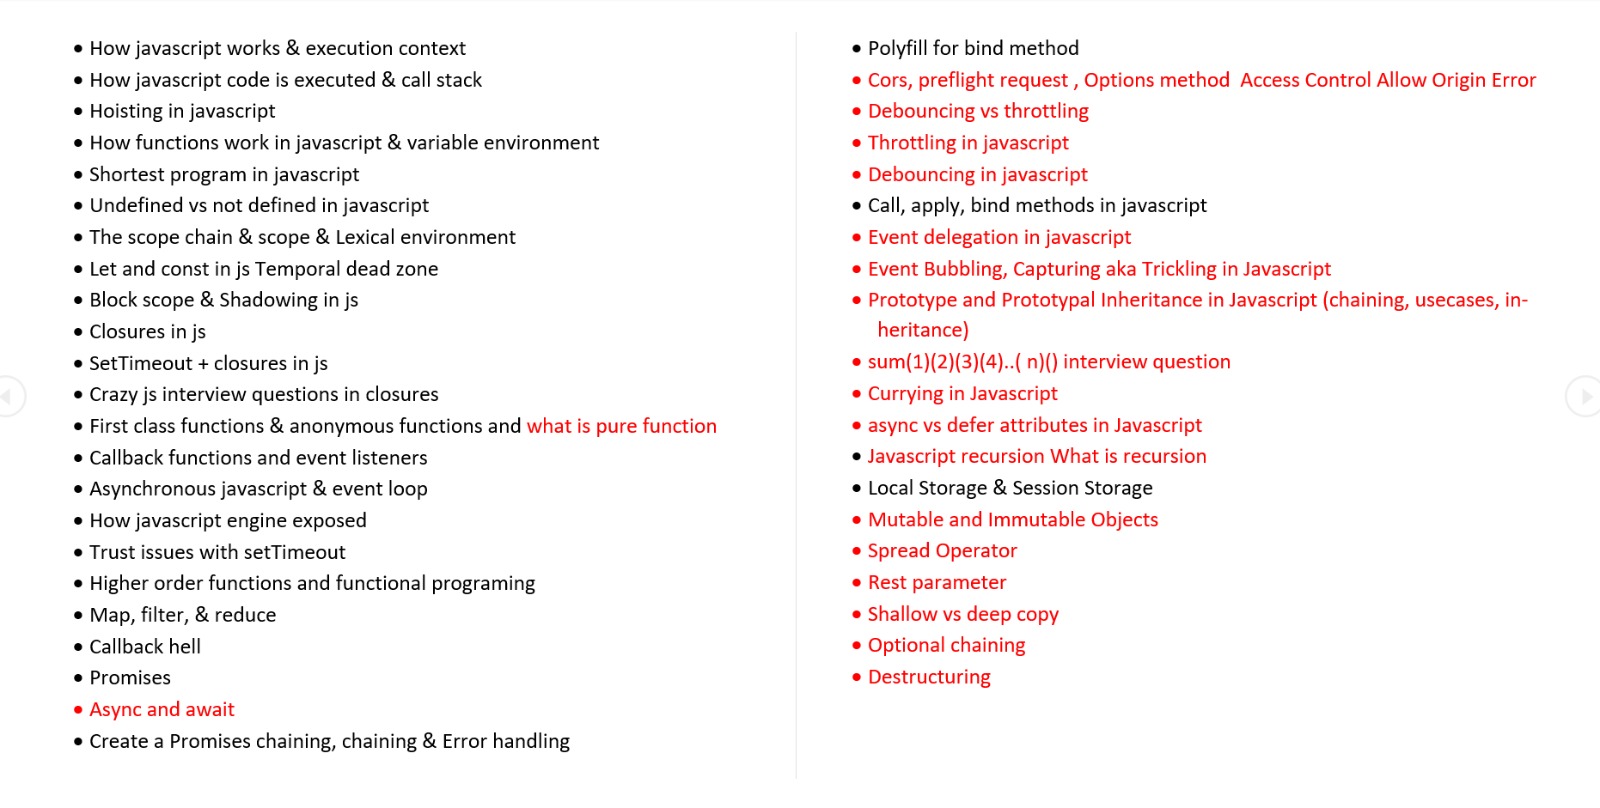 • How javascript works & execution context
• How javascript code is executed & call stack
• Hoisting in javascript
• How functions work in javascript & variable environment
• Shortest program in javascript
• Undefined vs not defined in javascript
• The scope chain & scope & Lexical environment
• Let and const in js Temporal dead zone
• Block scope & Shadowing in js
• Closures in js
• SetTimeout + closures in js
• Crazy js interview questions in closures
• First class functions & anonymous functions and what is pure function
• Callback functions and event listeners
• Asynchronous javascript & event loop
• How javascript engine exposed
• Trust issues with setTimeout
• Higher order functions and functional programing
• Map, filter, & reduce
• Callback hell
• Promises
• Async and await
• Create a Promises chaining, chaining & Error handling
• Polyfill for bind method
• Cors, preflight request , Options method  Access Control Allow Origin Error
• Debouncing vs throttling
• Throttling in javascript
• Debouncing in javascript
• Call, apply, bind methods in javascript
• Event delegation in javascript
• Event Bubbling, Capturing aka Trickling in Javascript
• Prototype and Prototypal Inheritance in Javascript (chaining, usecases, in-
heritance)
• sum(1)(2)(3)(4)..( n)() interview question
• Currying in Javascript
• async vs defer attributes in Javascript
• Javascript recursion What is recursion
• Local Storage & Session Storage
• Mutable and Immutable Objects
• Spread Operator
• Rest parameter
• Shallow vs deep copy
• Optional chaining
• Destructuring